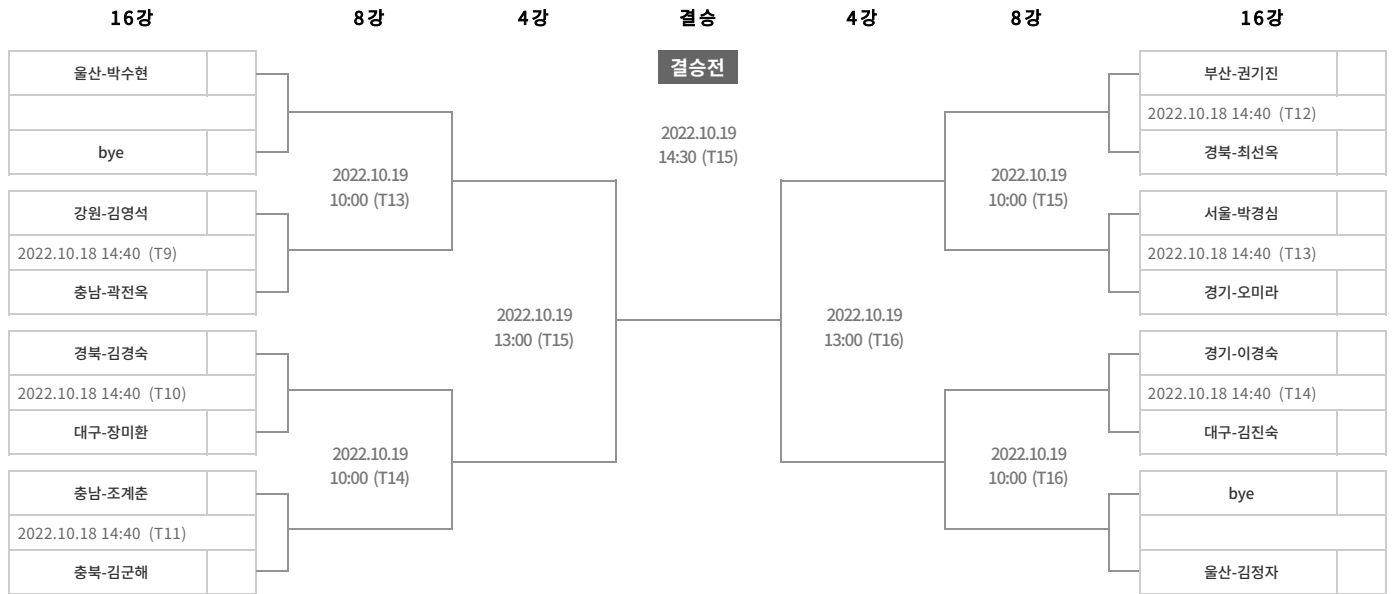 16강 8강 4강 결승 4강 8강 16강
결승전
2022.10.19
14:30 (T15)
울산-박수현
bye
강원-김영석
2022.10.18 14:40 (T9)
충남-곽전옥
경북-김경숙
2022.10.18 14:40 (T10)
대구-장미환
충남-조계춘
2022.10.18 14:40 (T11)
충북-김군해
2022.10.19
10:00 (T13)
2022.10.19
10:00 (T14)
2022.10.19
13:00 (T15)
2022.10.19
13:00 (T16)
2022.10.19
10:00 (T15)
2022.10.19
10:00 (T16)
부산-권기진
2022.10.18 14:40 (T12)
경북-최선옥
서울-박경심
2022.10.18 14:40 (T13)
경기-오미라
경기-이경숙
2022.10.18 14:40 (T14)
대구-김진숙
bye
울산-김정자